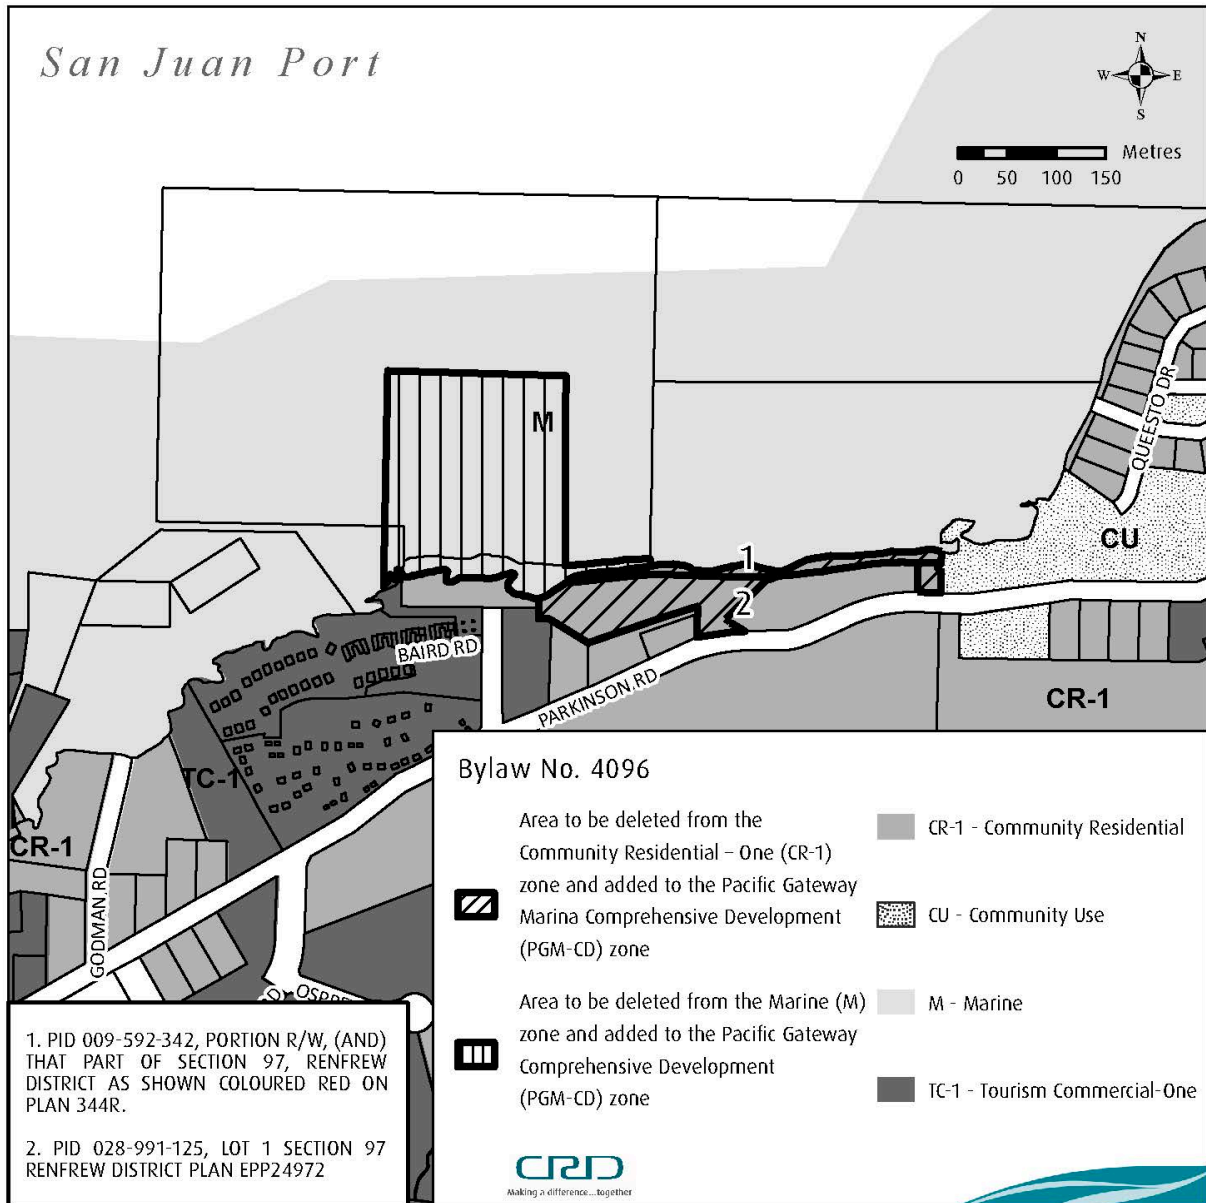 San Juan Port
N
W E
S
Metres
0 50 100 150
M
QUEESTO DR
CU
1
2
BAIRD RD
PARKINSON RD
CR-1
TC-1
CR-1
GODMAN RD
Bylaw No. 4096
Area to be deleted from the
Community Residential – One (CR-1)
zone and added to the Pacific Gateway
Marina Comprehensive Development
(PGM-CD) zone
Area to be deleted from the Marine (M)
zone and added to the Pacific Gateway
Comprehensive Development
(PGM-CD) zone
CR-1 - Community Residential
CU - Community Use
M - Marine
TC-1 - Tourism Commercial-One
1. PID 009-592-342, PORTION R/W, (AND)
THAT PART OF SECTION 97, RENFREW
DISTRICT AS SHOWN COLOURED RED ON
PLAN 344R.
2. PID 028-991-125, LOT 1 SECTION 97
RENFREW DISTRICT PLAN EPP24972
CRD
Making a difference...together